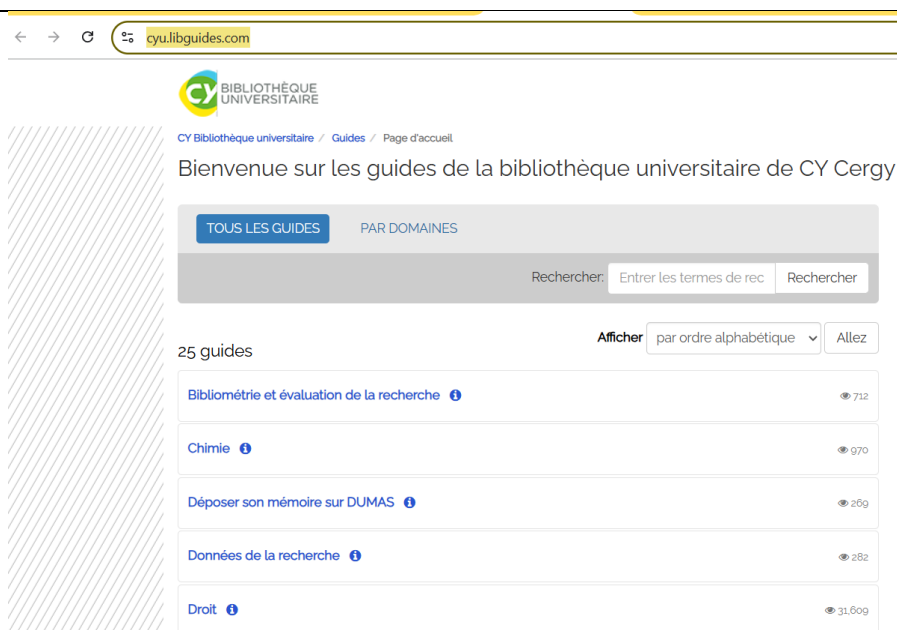 cyu.libguides.com
CY BIBLIOTHÈQUE
UNIVERSITAIRE
CY Bibliothèque universitaire / Guides / Page d'accueil
Bienvenue sur les guides de la bibliothèque universitaire de CY Cergy
TOUS LES GUIDES PAR DOMAINES
Rechercher: Entrer les termes de rec Rechercher
Afficher par ordre alphabétique Allez
25 guides
Bibliométrie et évaluation de la recherche 712
Chimie 970
Déposer son mémoire sur DUMAS 269
Données de la recherche 282
Droit 31,609